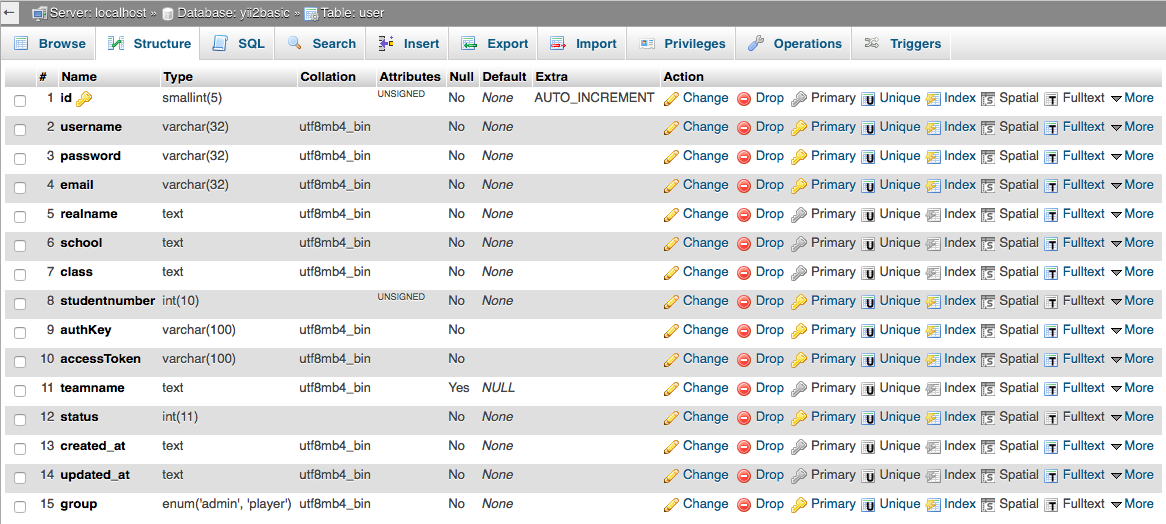 Server: localhost » Database: yii2basic » Table: user
Browse Structure SQL Search Insert Export Import Privileges Operations Triggers
# Name Type Collation Attributes Null Default Extra Action
1 id smallint(5) UNSIGNED No None AUTO_INCREMENT Change Drop Primary Unique Index Spatial Fulltext More
2 username varchar(32) utf8mb4_bin No None Change Drop Primary Unique Index Spatial Fulltext More
3 password varchar(32) utf8mb4_bin No None Change Drop Primary Unique Index Spatial Fulltext More
4 email varchar(32) utf8mb4_bin No None Change Drop Primary Unique Index Spatial Fulltext More
5 realname text utf8mb4_bin No None Change Drop Primary Unique Index Spatial Fulltext More
6 school text utf8mb4_bin No None Change Drop Primary Unique Index Spatial Fulltext More
7 class text utf8mb4_bin No None Change Drop Primary Unique Index Spatial Fulltext More
8 studentnumber int(10) UNSIGNED No None Change Drop Primary Unique Index Spatial Fulltext More
9 authKey varchar(100) utf8mb4_bin No Change Drop Primary Unique Index Spatial Fulltext More
10 accessToken varchar(100) utf8mb4_bin No Change Drop Primary Unique Index Spatial Fulltext More
11 teamname text utf8mb4_bin Yes NULL Change Drop Primary Unique Index Spatial Fulltext More
12 status int(11) No None Change Drop Primary Unique Index Spatial Fulltext More
13 created_at text utf8mb4_bin No None Change Drop Primary Unique Index Spatial Fulltext More
14 updated_at text utf8mb4_bin No None Change Drop Primary Unique Index Spatial Fulltext More
15 group enum('admin', 'player') utf8mb4_bin No None Change Drop Primary Unique Index Spatial Fulltext More